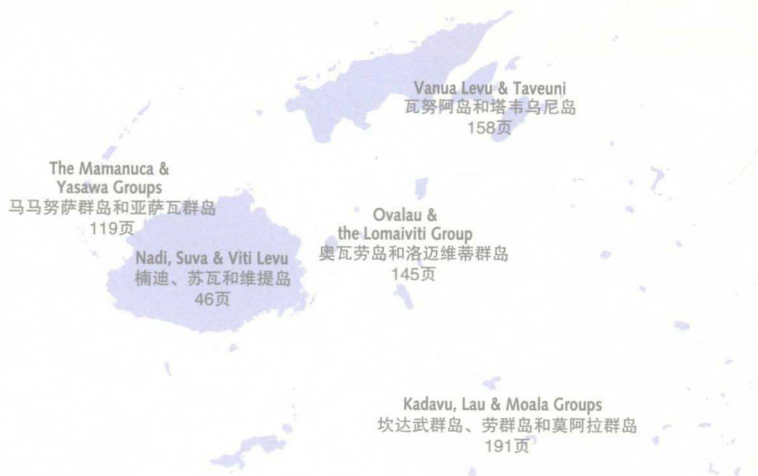 Vanua Levu & Taveuni
瓦努阿岛和塔韦乌尼岛
158页
The Mamanuca &
Yasawa Groups
马马努萨群岛和亚萨瓦群岛
119页
Ovalau &
the Lomaiviti Group
奥瓦劳岛和洛迈维蒂群岛
145页
Nadi, Suva & Viti Levu
楠迪、苏瓦和维提岛
46页
Kadavu, Lau & Moala Groups
坎达武群岛、劳群岛和莫阿拉群岛
191页